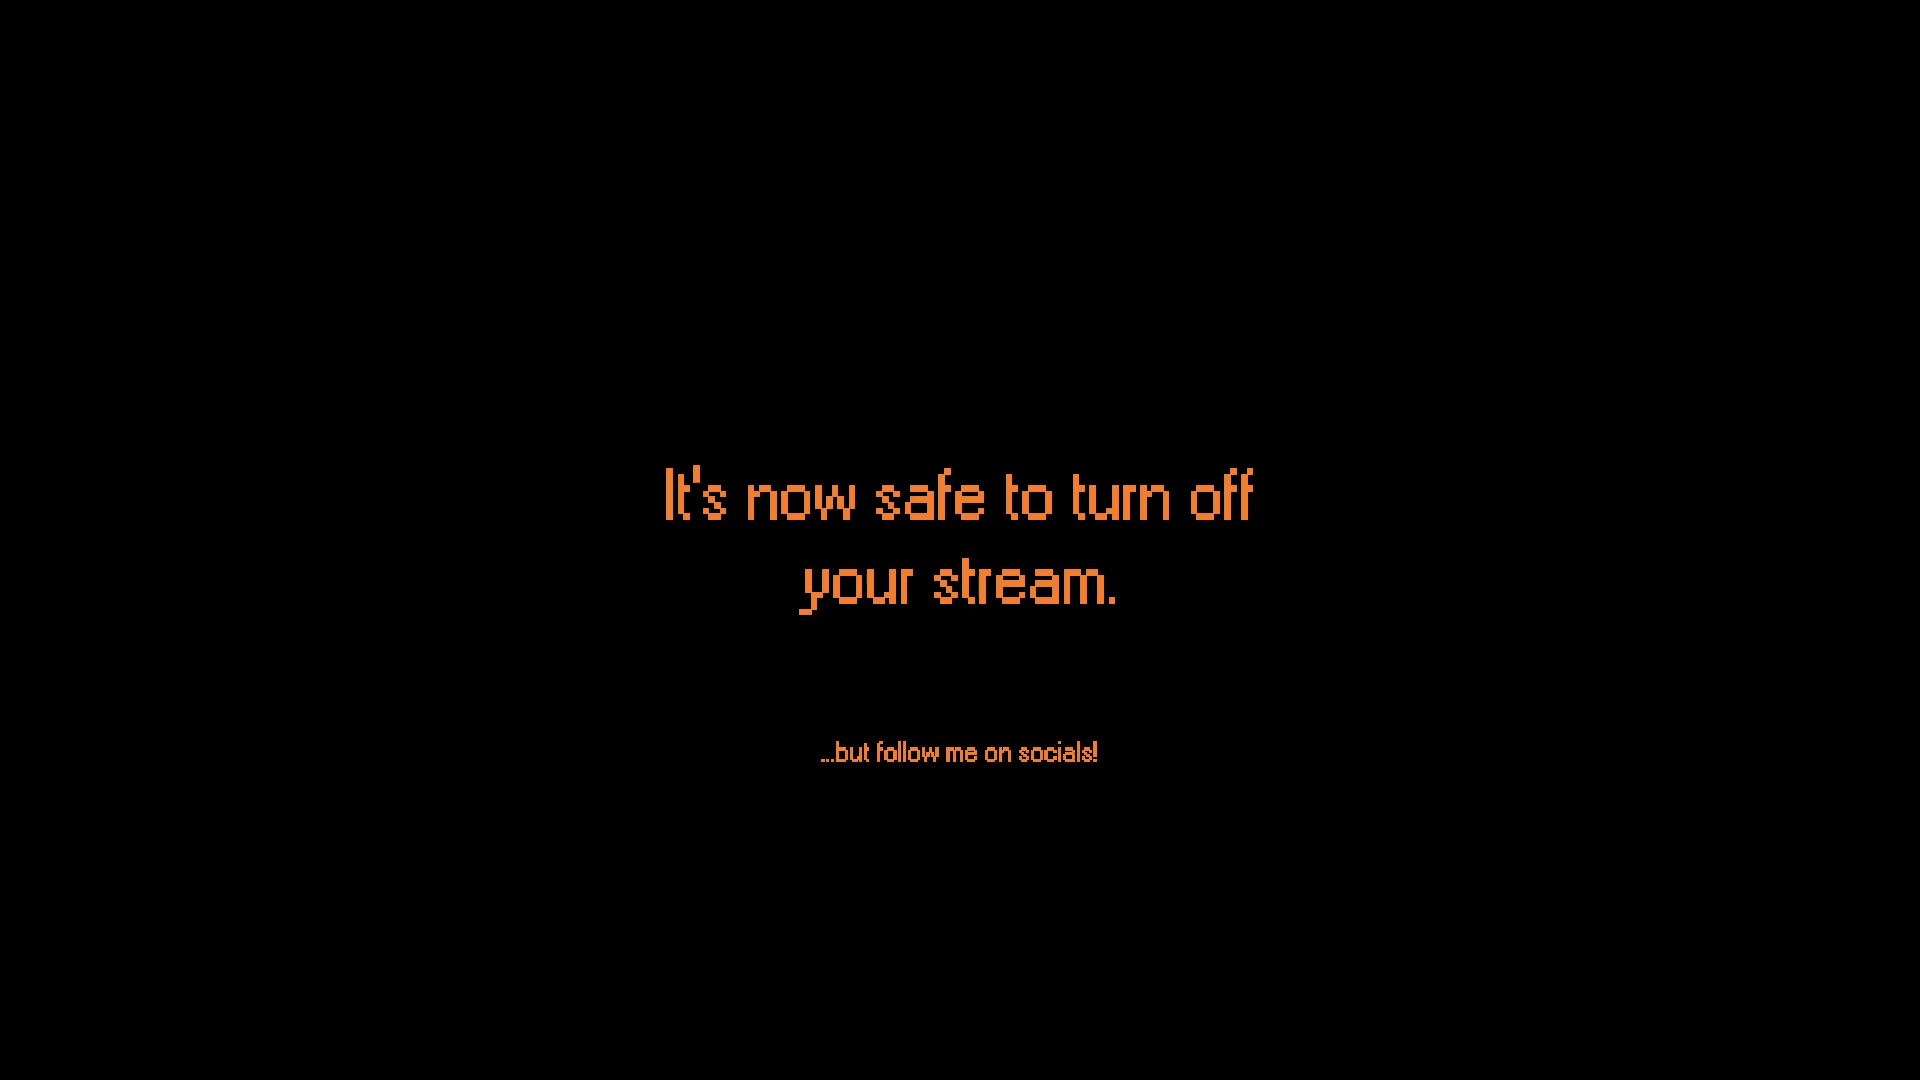 It's now safe to turn off
your stream.
...but follow me on socials!